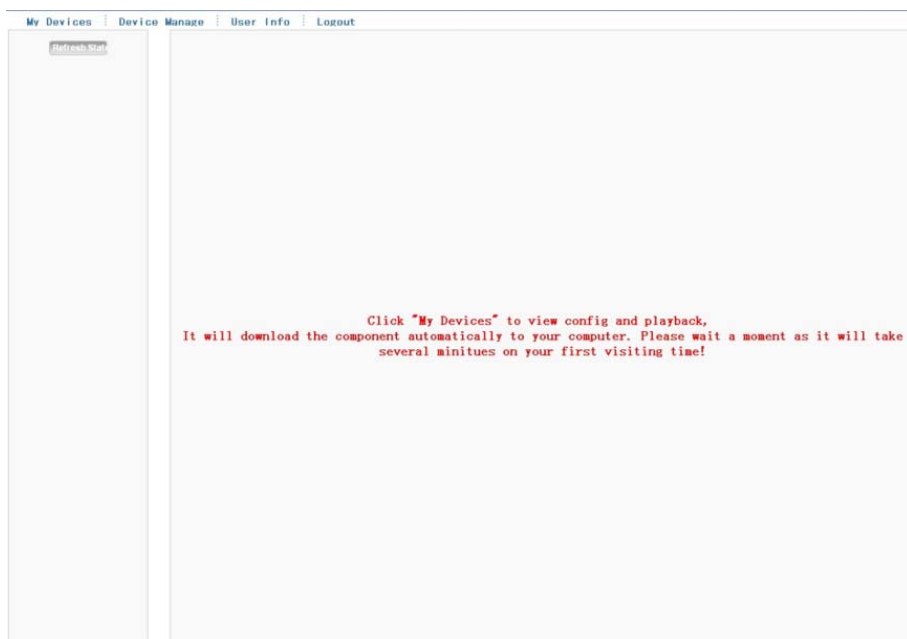 My Devices Device Manage User Info Logout
Refresh
Click "My Devices" to view config and playback,
It will download the component automatically to your computer. Please wait a moment as it will take
several minitues on your first visiting time!